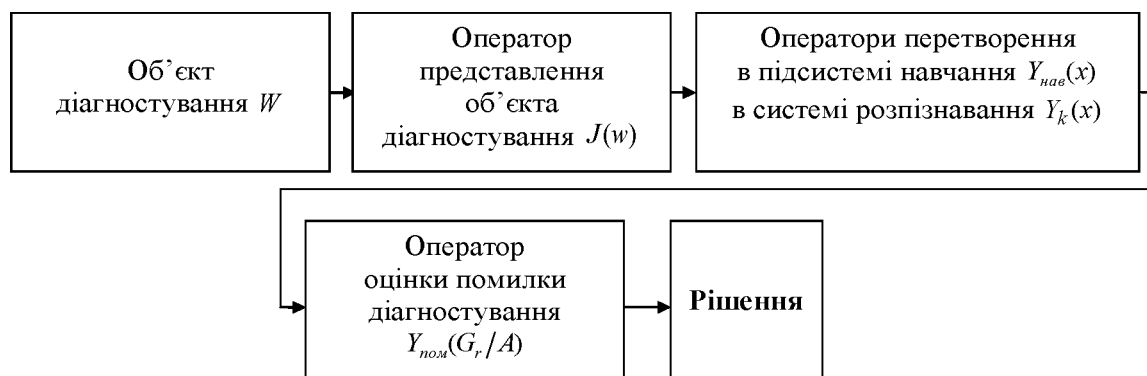 Об’єкт
діагностування W
Оператор
представлення
об’єкта
діагностування J(w)
Оператори перетворення
в підсистемі навчання Yнав(x)
в системі розпізнавання Yk(x)
Оператор
оцінки помилки
діагностування
Yпом(Gr/A)
Рішення